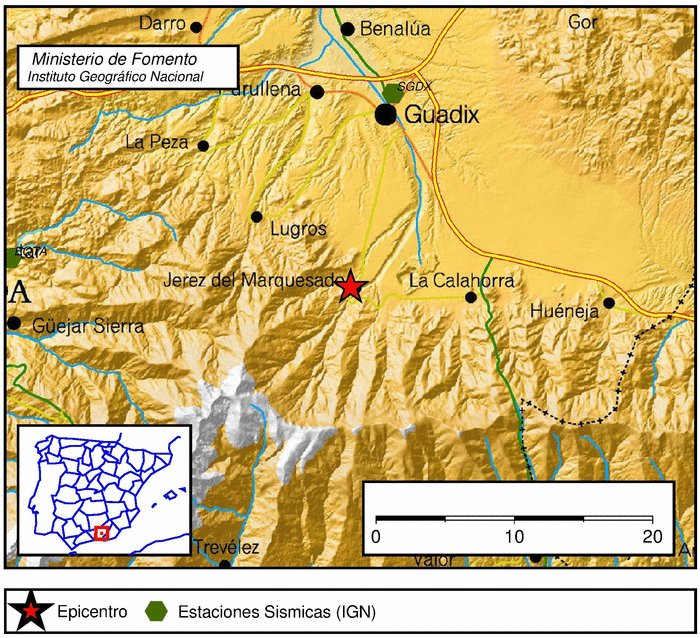 Darro
Benalúa
Gor
Ministerio de Fomento
Instituto Geográfico Nacional
Purullena
SGDX
Guadix
La Peza
Lugros
A
Jerez del Marquesado
La Calahorra
Huéneja
Güejar Sierra
0
10
20
Trevélez
Valor
Epicentro
Estaciones Sismicas (IGN)